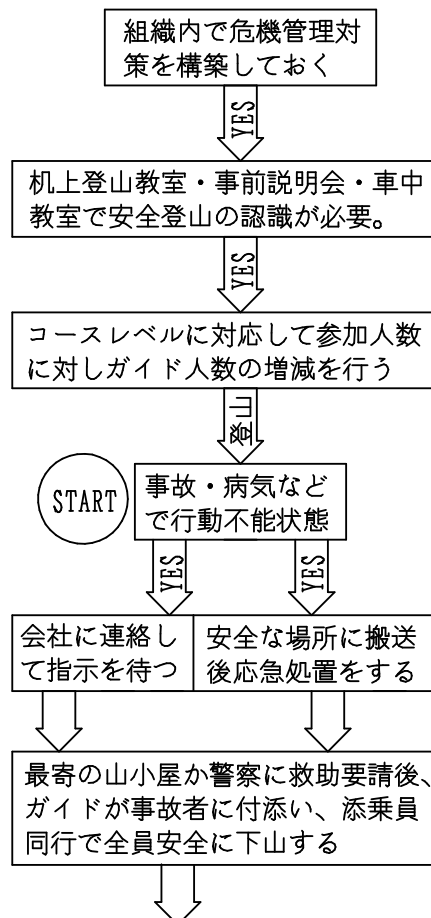 組織内で危機管理対
策を構築しておく
YES
机上登山教室・事前説明会・車中
教室で安全登山の認識が必要。
YES
コースレベルに対応して参加人数
に対しガイド人数の増減を行う
登山
START
事故・病気など
で行動不能状態
YES
YES
会社に連絡し
て指示を待つ
安全な場所に搬送
後応急処置をする
最寄の山小屋か警察に救助要請後、
ガイドが事故者に付添い、添乗員
同行で全員安全に下山する